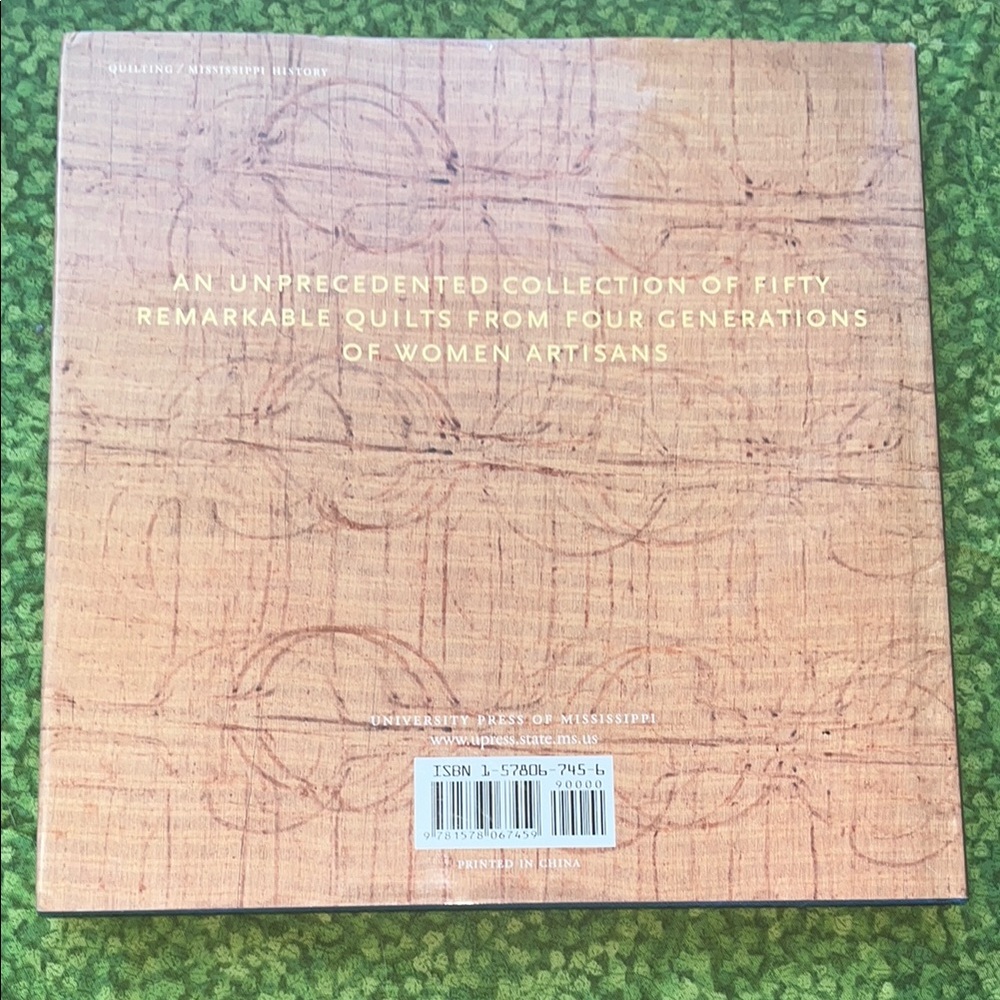 QUILTING / MISSISSIPPI HISTORY
AN UNPRECEDENTED COLLECTION OF FIFTY
REMARKABLE QUILTS FROM FOUR GENERATIONS
OF WOMEN ARTISANS
UNIVERSITY PRESS OF MISSISSIPPI
www.upress.state.ms.us
ISBN 1-57806-745-6
90000
9 781578 067459
PRINTED IN CHINA